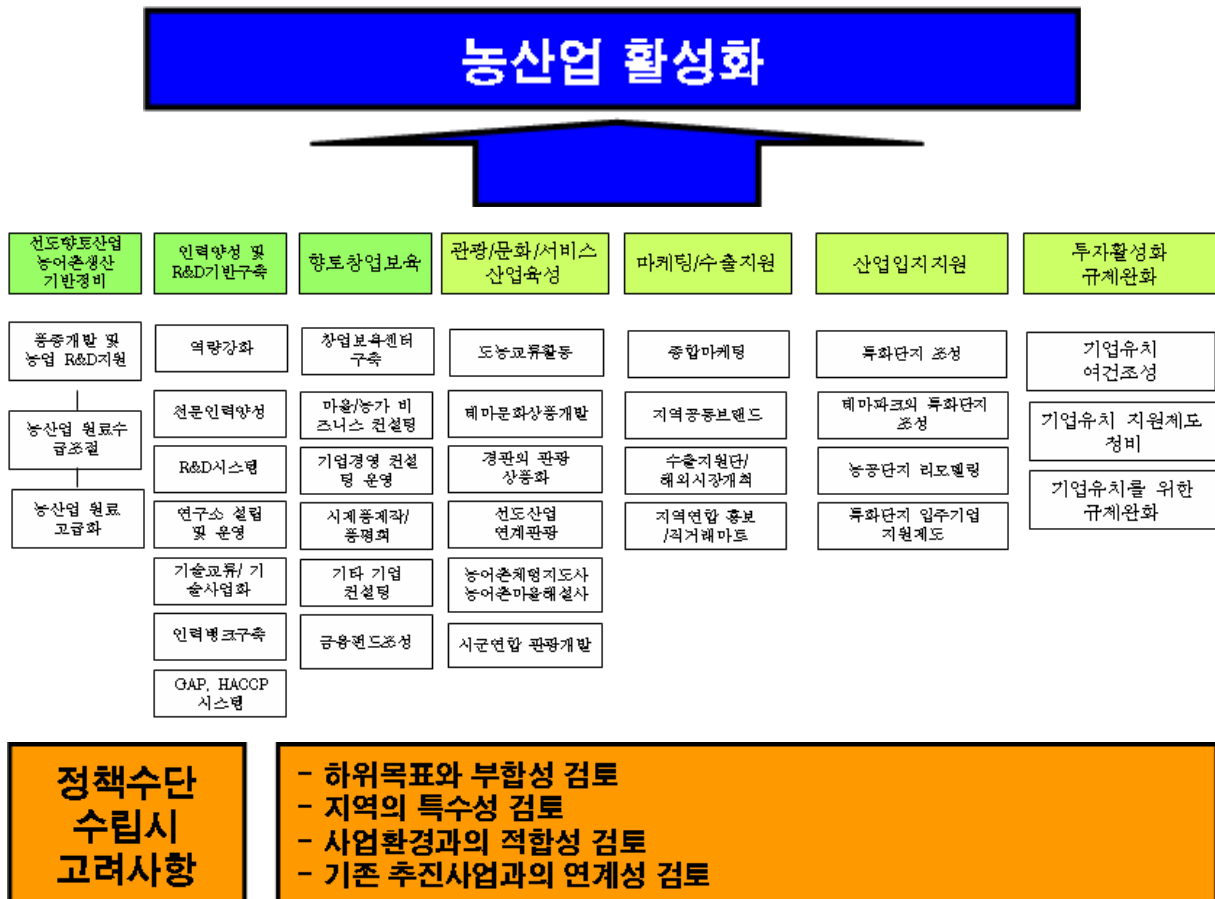 농산업 활성화
선도향토산업
농어촌생산
기반정비
인력양성 및
R&D기반구축
향토창업보육
관광/문화/서비스
산업육성
마케팅/수출지원
산업입지지원
투자활성화
규제완화
품종개발 및
농업 R&D지원
농산업 원료수
급조절
농산업 원료
고급화
역량강화
전문인력양성
R&D시스템
연구소 설립
및 운영
기술교류/ 기
술사업화
인력뱅크구축
GAP, HACCP
시스템
창업보육센터
구축
마을/농가 비
즈니스 컨설팅
기업경영 컨설
팅 운영
시제품제작/
품평회
기타 기업
컨설팅
금융펀드조성
도농교류활동
테마문화상품개발
경관의 관광
상품화
선도산업
연계관광
농어촌체험지도사
농어촌마을해설사
시군연합 관광개발
종합마케팅
지역공동브랜드
수출지원단/
해외시장개척
지역연합 홍보
/직거래마트
특화단지 조성
테마파크의 특화단지
조성
농공단지 리모델링
특화단지 입주기업
지원제도
기업유치
여건조성
기업유치 지원제도
정비
기업유치를 위한
규제완화
정책수단
수립시
고려사항
- 하위목표와 부합성 검토
- 지역의 특수성 검토
- 사업환경과의 적합성 검토
- 기존 추진사업과의 연계성 검토